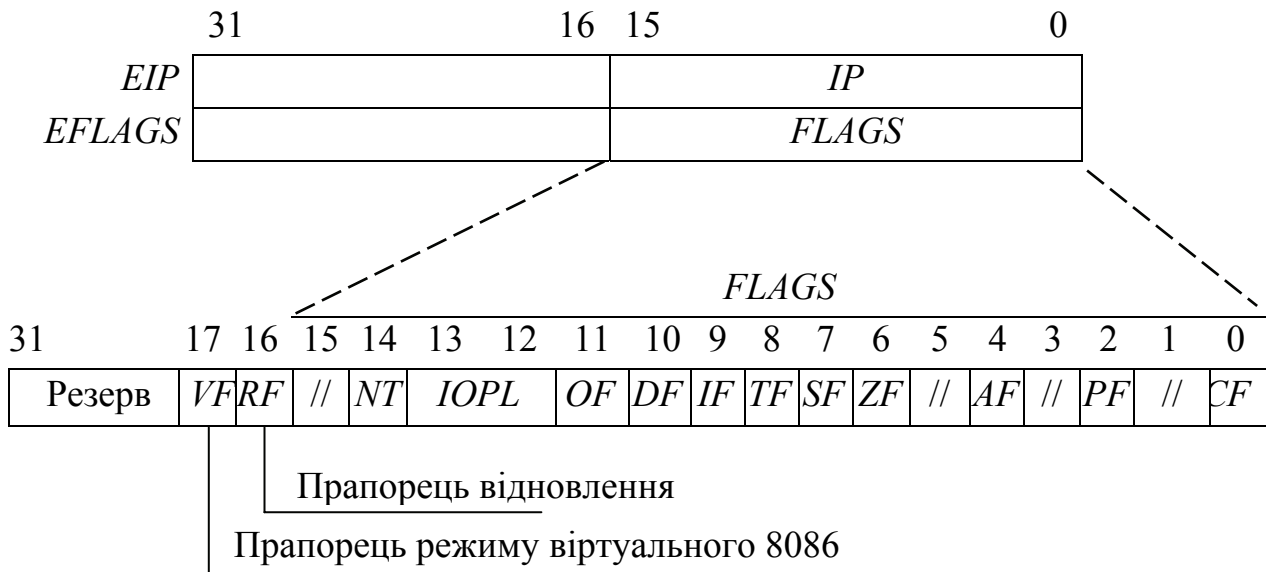 31 16 15 0
EIP IP
EFLAGS FLAGS
FLAGS
31 17 16 15 14 13 12 11 10 9 8 7 6 5 4 3 2 1 0
Резерв VF RF // NT IOPL OF DF IF TF SF ZF // AF // PF // CF
Прапорець відновлення
Прапорець режиму віртуального 8086